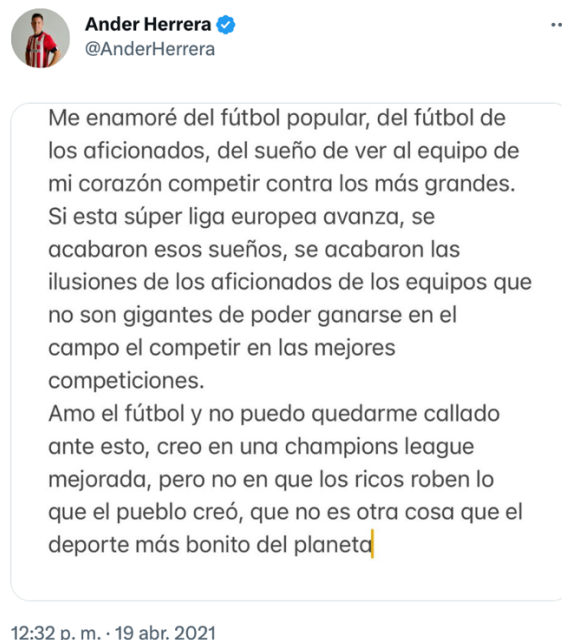 Ander Herrera
@AnderHerrera
Me enamoré del fútbol popular, del fútbol de
los aficionados, del sueño de ver al equipo de
mi corazón competir contra los más grandes.
Si esta súper liga europea avanza, se
acabaron esos sueños, se acabaron las
ilusiones de los aficionados de los equipos que
no son gigantes de poder ganarse en el
campo el competir en las mejores
competiciones.
Amo el fútbol y no puedo quedarme callado
ante esto, creo en una champions league
mejorada, pero no en que los ricos roben lo
que el pueblo creó, que no es otra cosa que el
deporte más bonito del planeta
12:32 p. m. · 19 abr. 2021